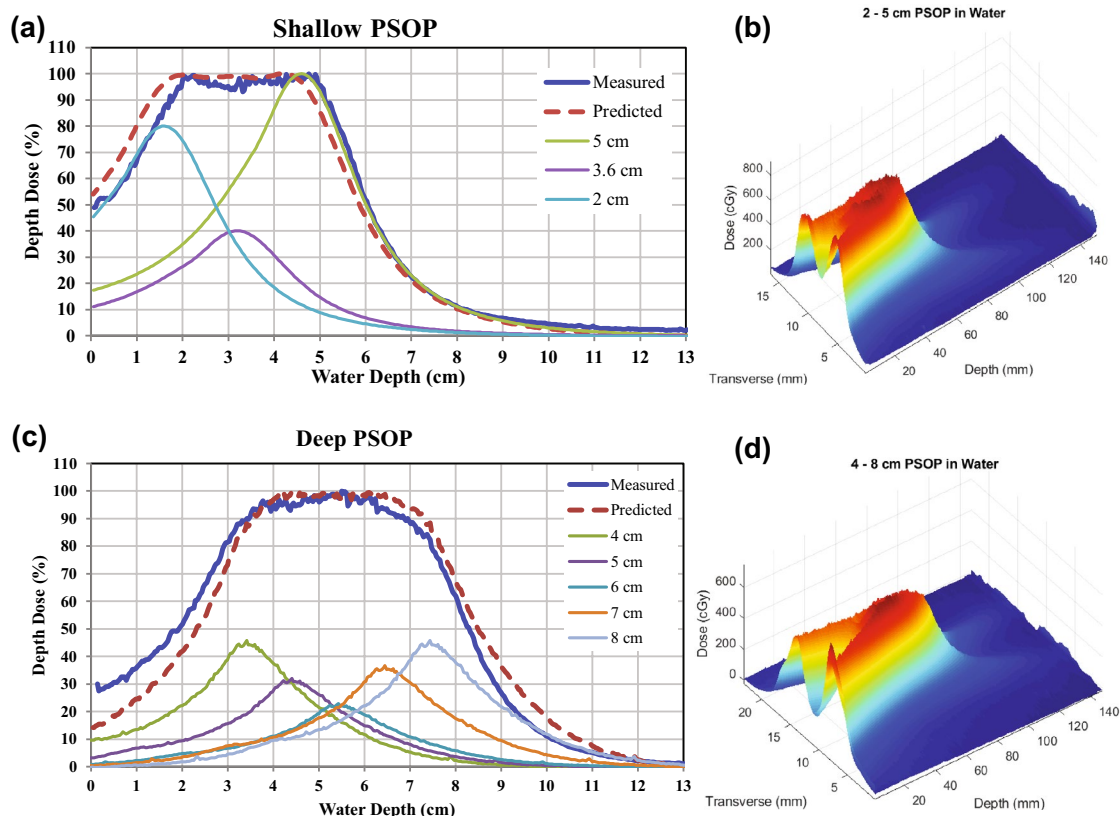 (a)
Shallow PSOP
110
100
90
80
70
60
50
40
30
20
10
0
Depth Dose (%)
Measured
Predicted
5 cm
3.6 cm
2 cm
0 1 2 3 4 5 6 7 8 9 10 11 12 13
Water Depth (cm)
(b)
2 - 5 cm PSOP in Water
800
600
400
200
Dose (cGy)
15
10
5
Transverse (mm)
20 40 60 80 100 120 140
Depth (mm)
(c)
Deep PSOP
110
100
90
80
70
60
50
40
30
20
10
0
Depth Dose (%)
Measured
Predicted
4 cm
5 cm
6 cm
7 cm
8 cm
0 1 2 3 4 5 6 7 8 9 10 11 12 13
Water Depth (cm)
(d)
4 - 8 cm PSOP in Water
600
400
200
0
Dose (cGy)
20
15
10
5
Transverse (mm)
20 40 60 80 100 120 140
Depth (mm)